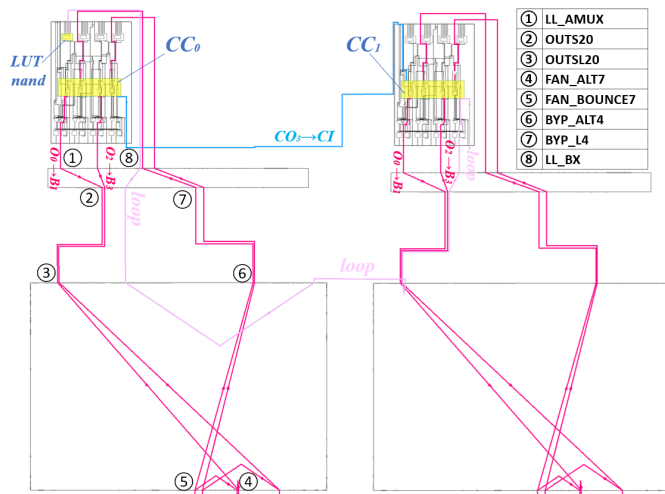 LUT
nand
CC₀
CC₁
① LL_AMUX
② OUTS20
③ OUTSL20
④ FAN_ALT7
⑤ FAN_BOUNCE7
⑥ BYP_ALT4
⑦ BYP_L4
⑧ LL_BX
CO₃→CI
O₀→B₁
①
O₂→B₃
⑧
②
⑦
loop
O₀→B₁
O₂→B₃
loop
③
⑥
loop
⑤
④